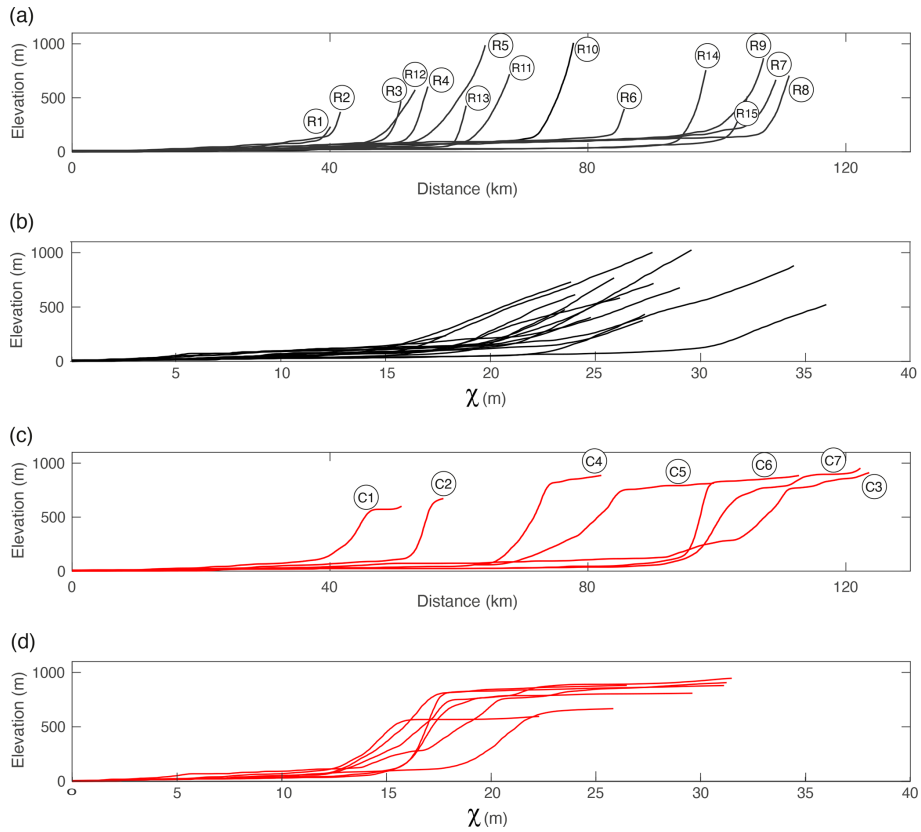 (a)
Elevation (m)
1000
500
0
R1
R2
R3
R12
R4
R5
R13
R11
R10
R6
R14
R9
R7
R8
R15
0
40
80
120
Distance (km)
(b)
Elevation (m)
1000
500
0
5
10
15
20
25
30
35
40
χ (m)
(c)
Elevation (m)
1000
500
0
C1
C2
C4
C5
C6
C7
C3
0
40
80
120
Distance (km)
(d)
Elevation (m)
1000
500
0
0
5
10
15
20
25
30
35
40
χ (m)